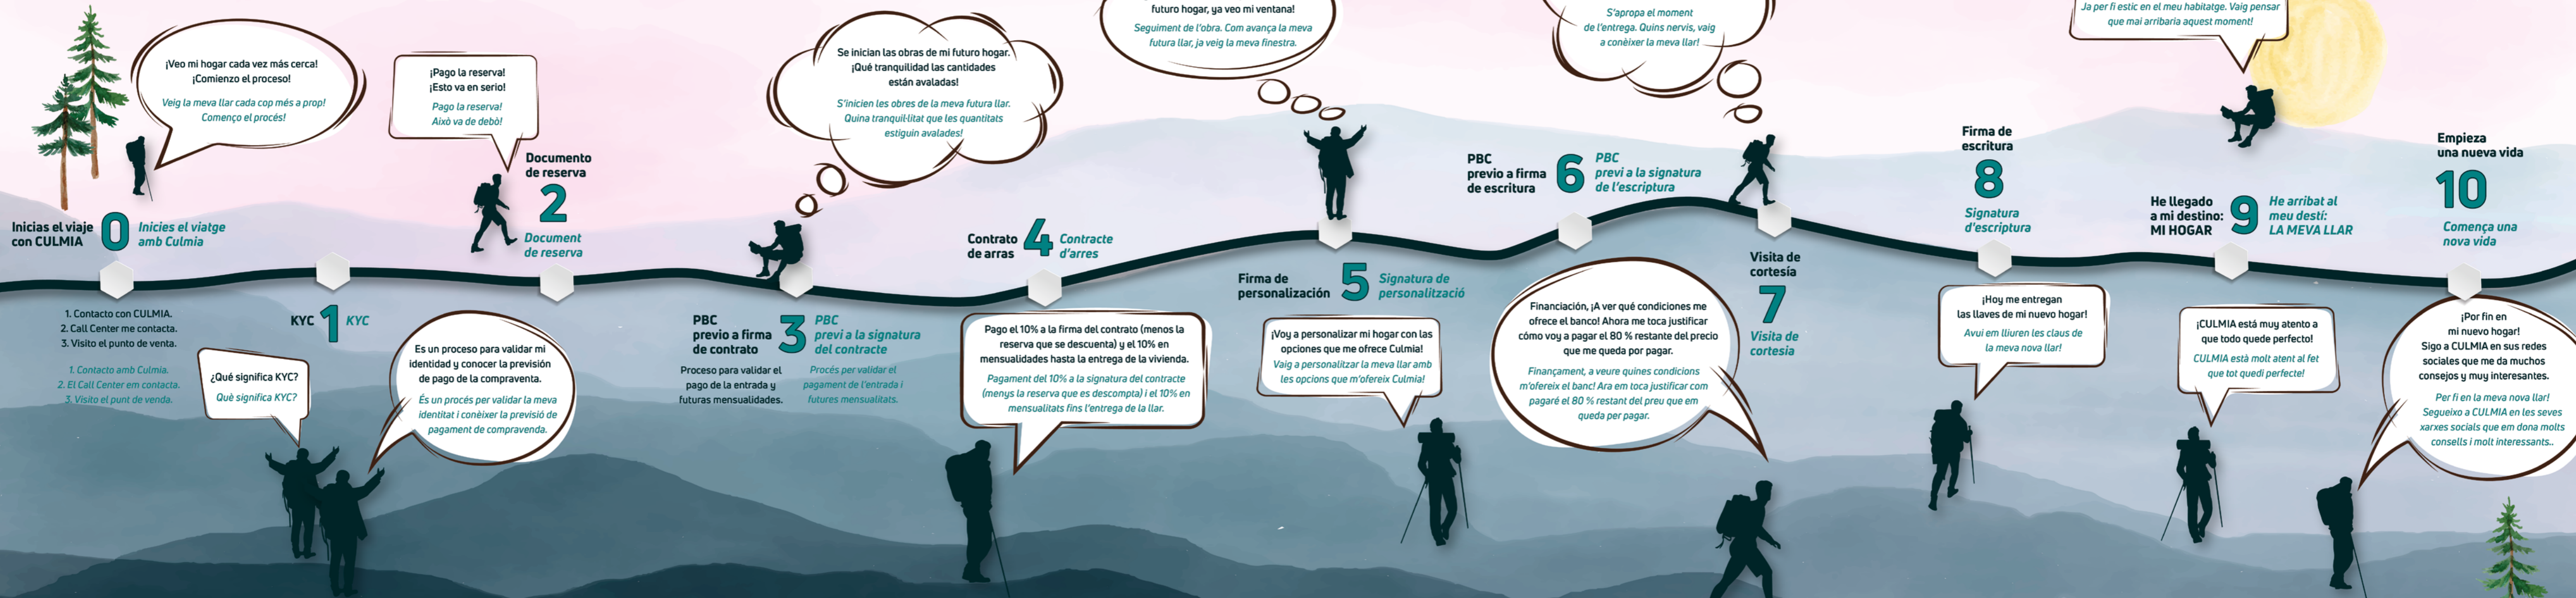 ¡Veo mi hogar cada vez más cerca!
¡Comienzo el proceso!
Veig la meva llar cada cop més a prop!
Començo el procés!
Inicias el viaje
con CULMIA
0
Inicies el viatge
amb Culmia
1. Contacto con CULMIA.
2. Call Center me contacta.
3. Visito el punto de venta.
1. Contacto amb Culmia.
2. El Call Center em contacta.
3. Visito el punt de venda.
KYC
1
KYC
¿Qué significa KYC?
Què significa KYC?
Es un proceso para validar mi
identidad y conocer la previsión
de pago de la compraventa.
És un procés per validar la meva
identitat i conèixer la previsió de
pagament de compravenda.
¡Pago la reserva!
¡Esto va en serio!
Pago la reserva!
Això va de debò!
Documento
de reserva
2
Document
de reserva
Se inician las obras de mi futuro hogar.
¡Qué tranquilidad las cantidades
están avaladas!
S'inicien les obres de la meva futura llar.
Quina tranquil·litat que les quantitats
estiguin avalades!
PBC
previo a firma
de contrato
3
PBC
previ a la signatura
del contracte
Proceso para validar el
pago de la entrada y
futuras mensualidades.
Procés per validar el
pagament de l'entrada i
futures mensualitats.
Contrato
de arras
4
Contracte
d'arres
Pago el 10% a la firma del contrato (menos la
reserva que se descuenta) y el 10% en
mensualidades hasta la entrega de la vivienda.
Pagament del 10% a la signatura del contracte
(menys la reserva que es descompta) i el 10% en
mensualitats fins l'entrega de la llar.
futuro hogar, ya veo mi ventana!
Seguiment de l'obra. Com avança la meva
futura llar, ja veig la meva finestra.
Firma de
personalización
5
Signatura de
personalització
¡Voy a personalizar mi hogar con las
opciones que me ofrece Culmia!
Vaig a personalitzar la meva llar amb
les opcions que m'ofereix Culmia!
PBC
previo a firma
de escritura
6
PBC
previ a la signatura
de l'escriptura
Financiación, ¡A ver qué condiciones me
ofrece el banco! Ahora me toca justificar
cómo voy a pagar el 80 % restante del precio
que me queda por pagar.
Finançament, a veure quines condicions
m'ofereix el banc! Ara em toca justificar com
pagaré el 80 % restant del preu que em
queda per pagar.
S'apropa el moment
de l'entrega. Quins nervis, vaig
a conèixer la meva llar!
Visita de
cortesía
7
Visita de
cortesia
Firma de
escritura
8
Signatura
d'escriptura
¡Hoy me entregan
las llaves de mi nuevo hogar!
Avui em lliuren les claus de
la meva nova llar!
Ja per fi estic en el meu habitatge. Vaig pensar
que mai arribaria aquest moment!
He llegado
a mi destino:
MI HOGAR
9
He arribat al
meu destí:
LA MEVA LLAR
¡CULMIA está muy atento a
que todo quede perfecto!
CULMIA està molt atent al fet
que tot quedi perfecte!
Empieza
una nueva vida
10
Comença una
nova vida
¡Por fin en
mi nuevo hogar!
Sigo a CULMIA en sus redes
sociales que me da muchos
consejos y muy interesantes.
Per fi en la meva nova llar!
Segueixo a CULMIA en les seves
xarxes socials que em dona molts
consells i molt interessants..